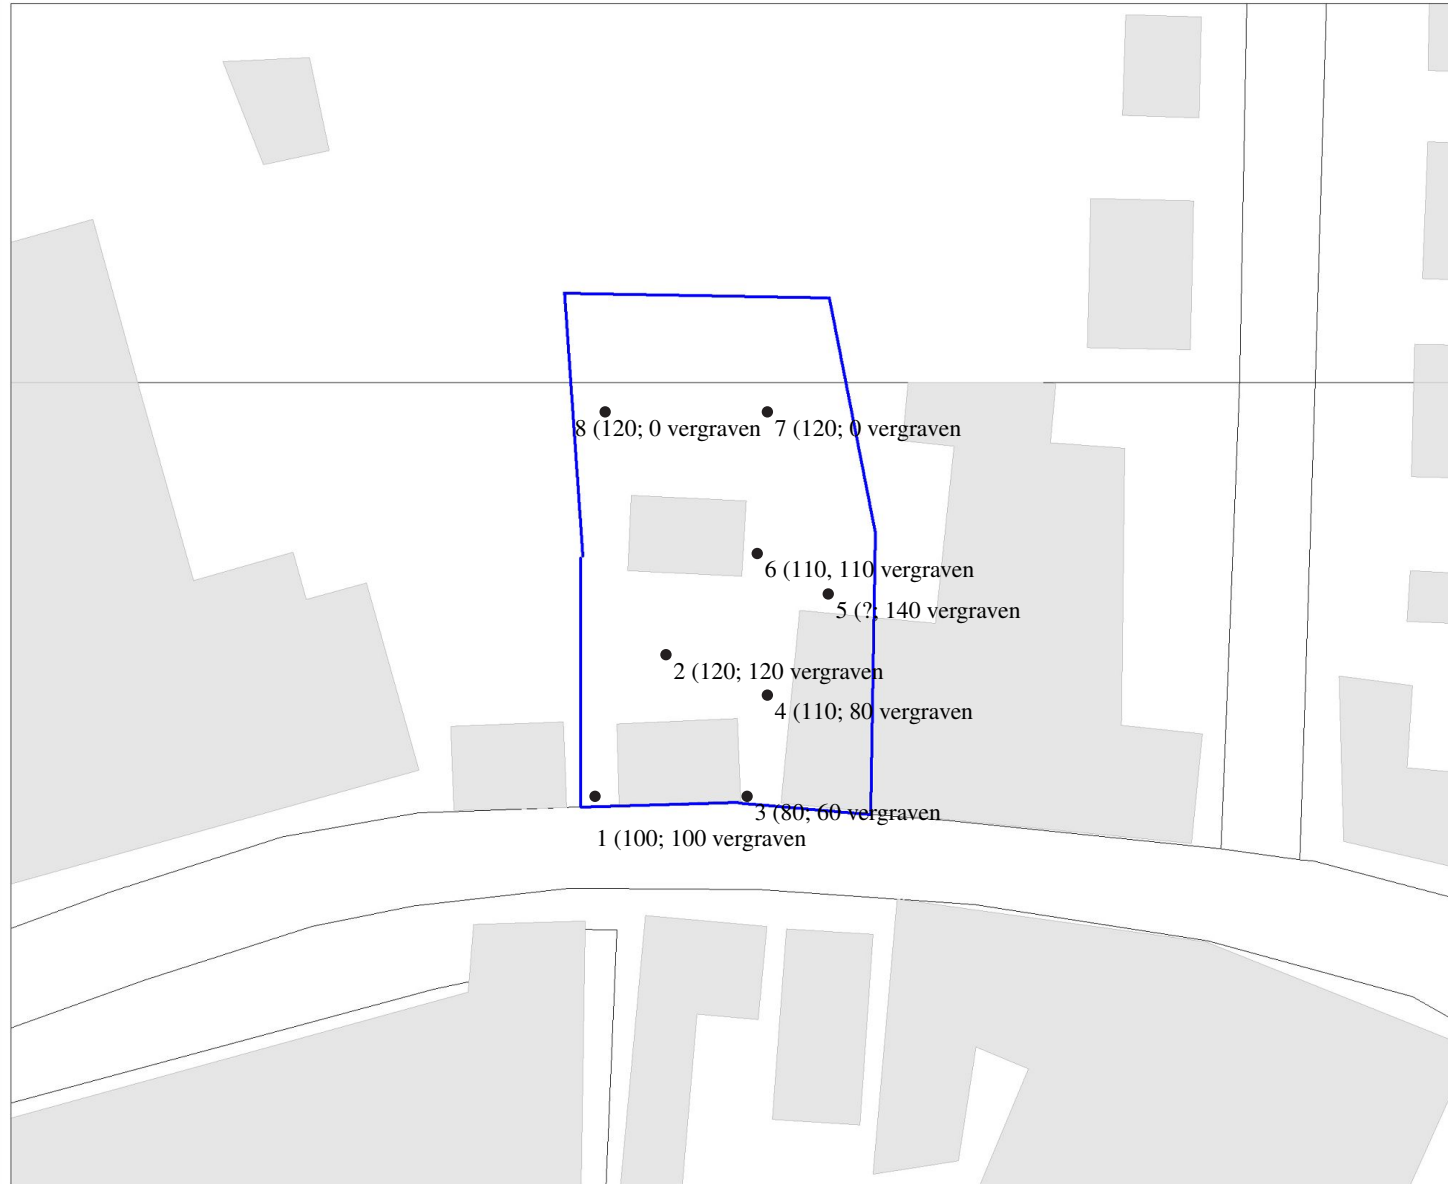 8 (120; 0 vergraven
7 (120; 0 vergraven
6 (110, 110 vergraven
5 (?; 140 vergraven
2 (120; 120 vergraven
4 (110; 80 vergraven
3 (80; 60 vergraven
1 (100; 100 vergraven